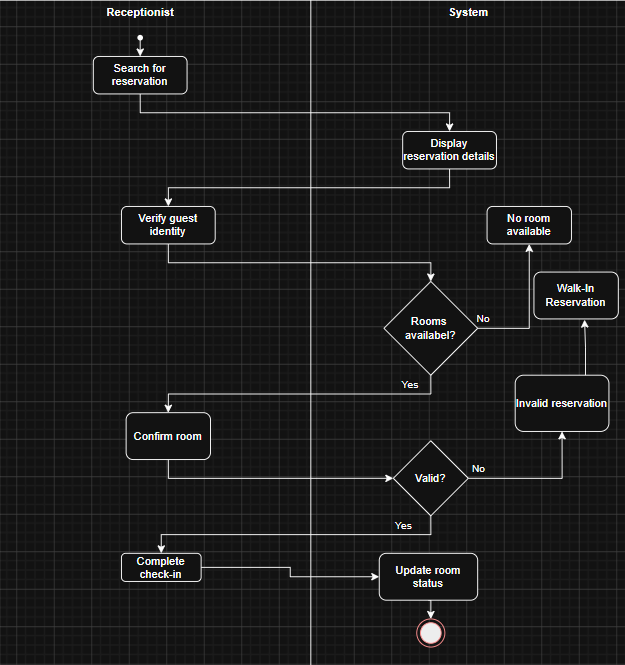 Receptionist
System
Search for
reservation
Display
reservation details
Verify guest
identity
No room
available
Walk-In
Reservation
Rooms
availabel?
No
Yes
Invalid reservation
Confirm room
Valid?
No
Yes
Complete
check-in
Update room
status